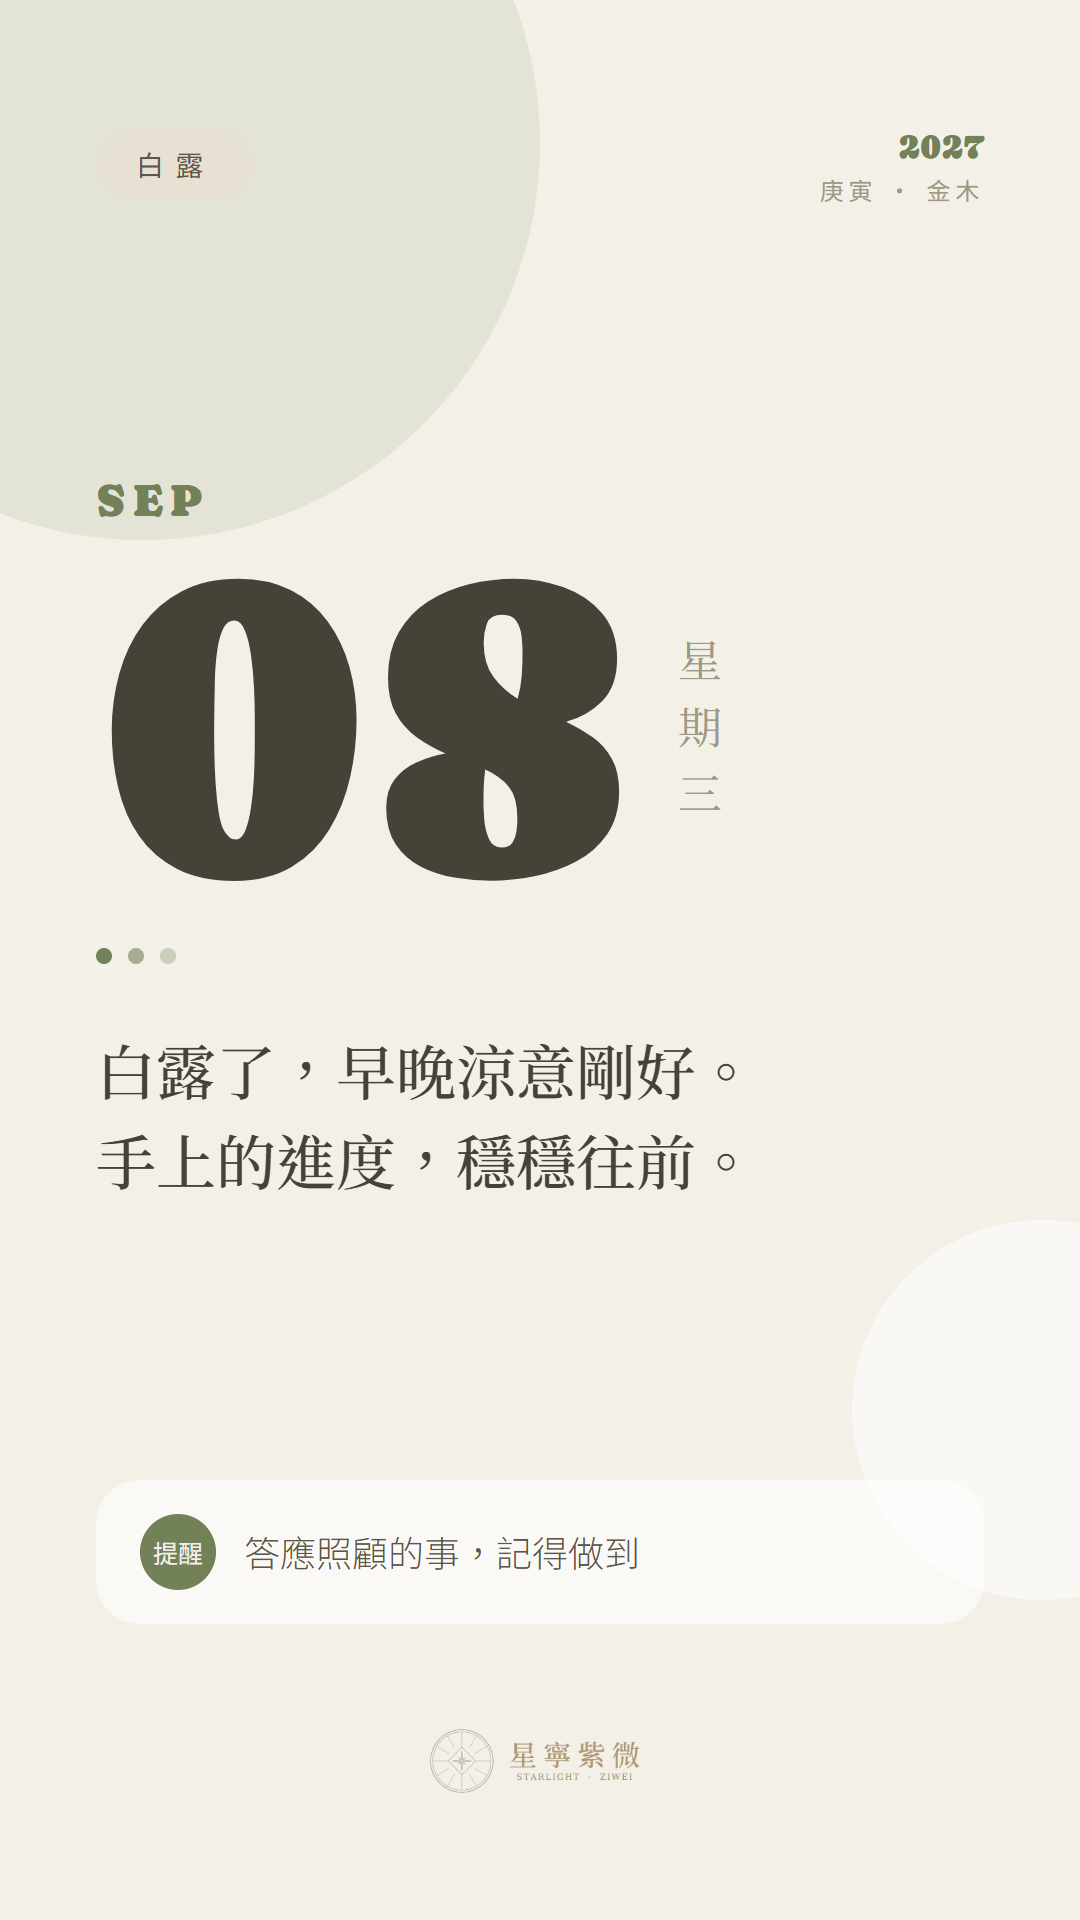 白露
2027
庚寅 · 金木
SEP
08
星期三
白露了，早晚涼意剛好。
手上的進度，穩穩往前。
提醒
答應照顧的事，記得做到
星寧紫微
STARLIGHT · ZIWEI